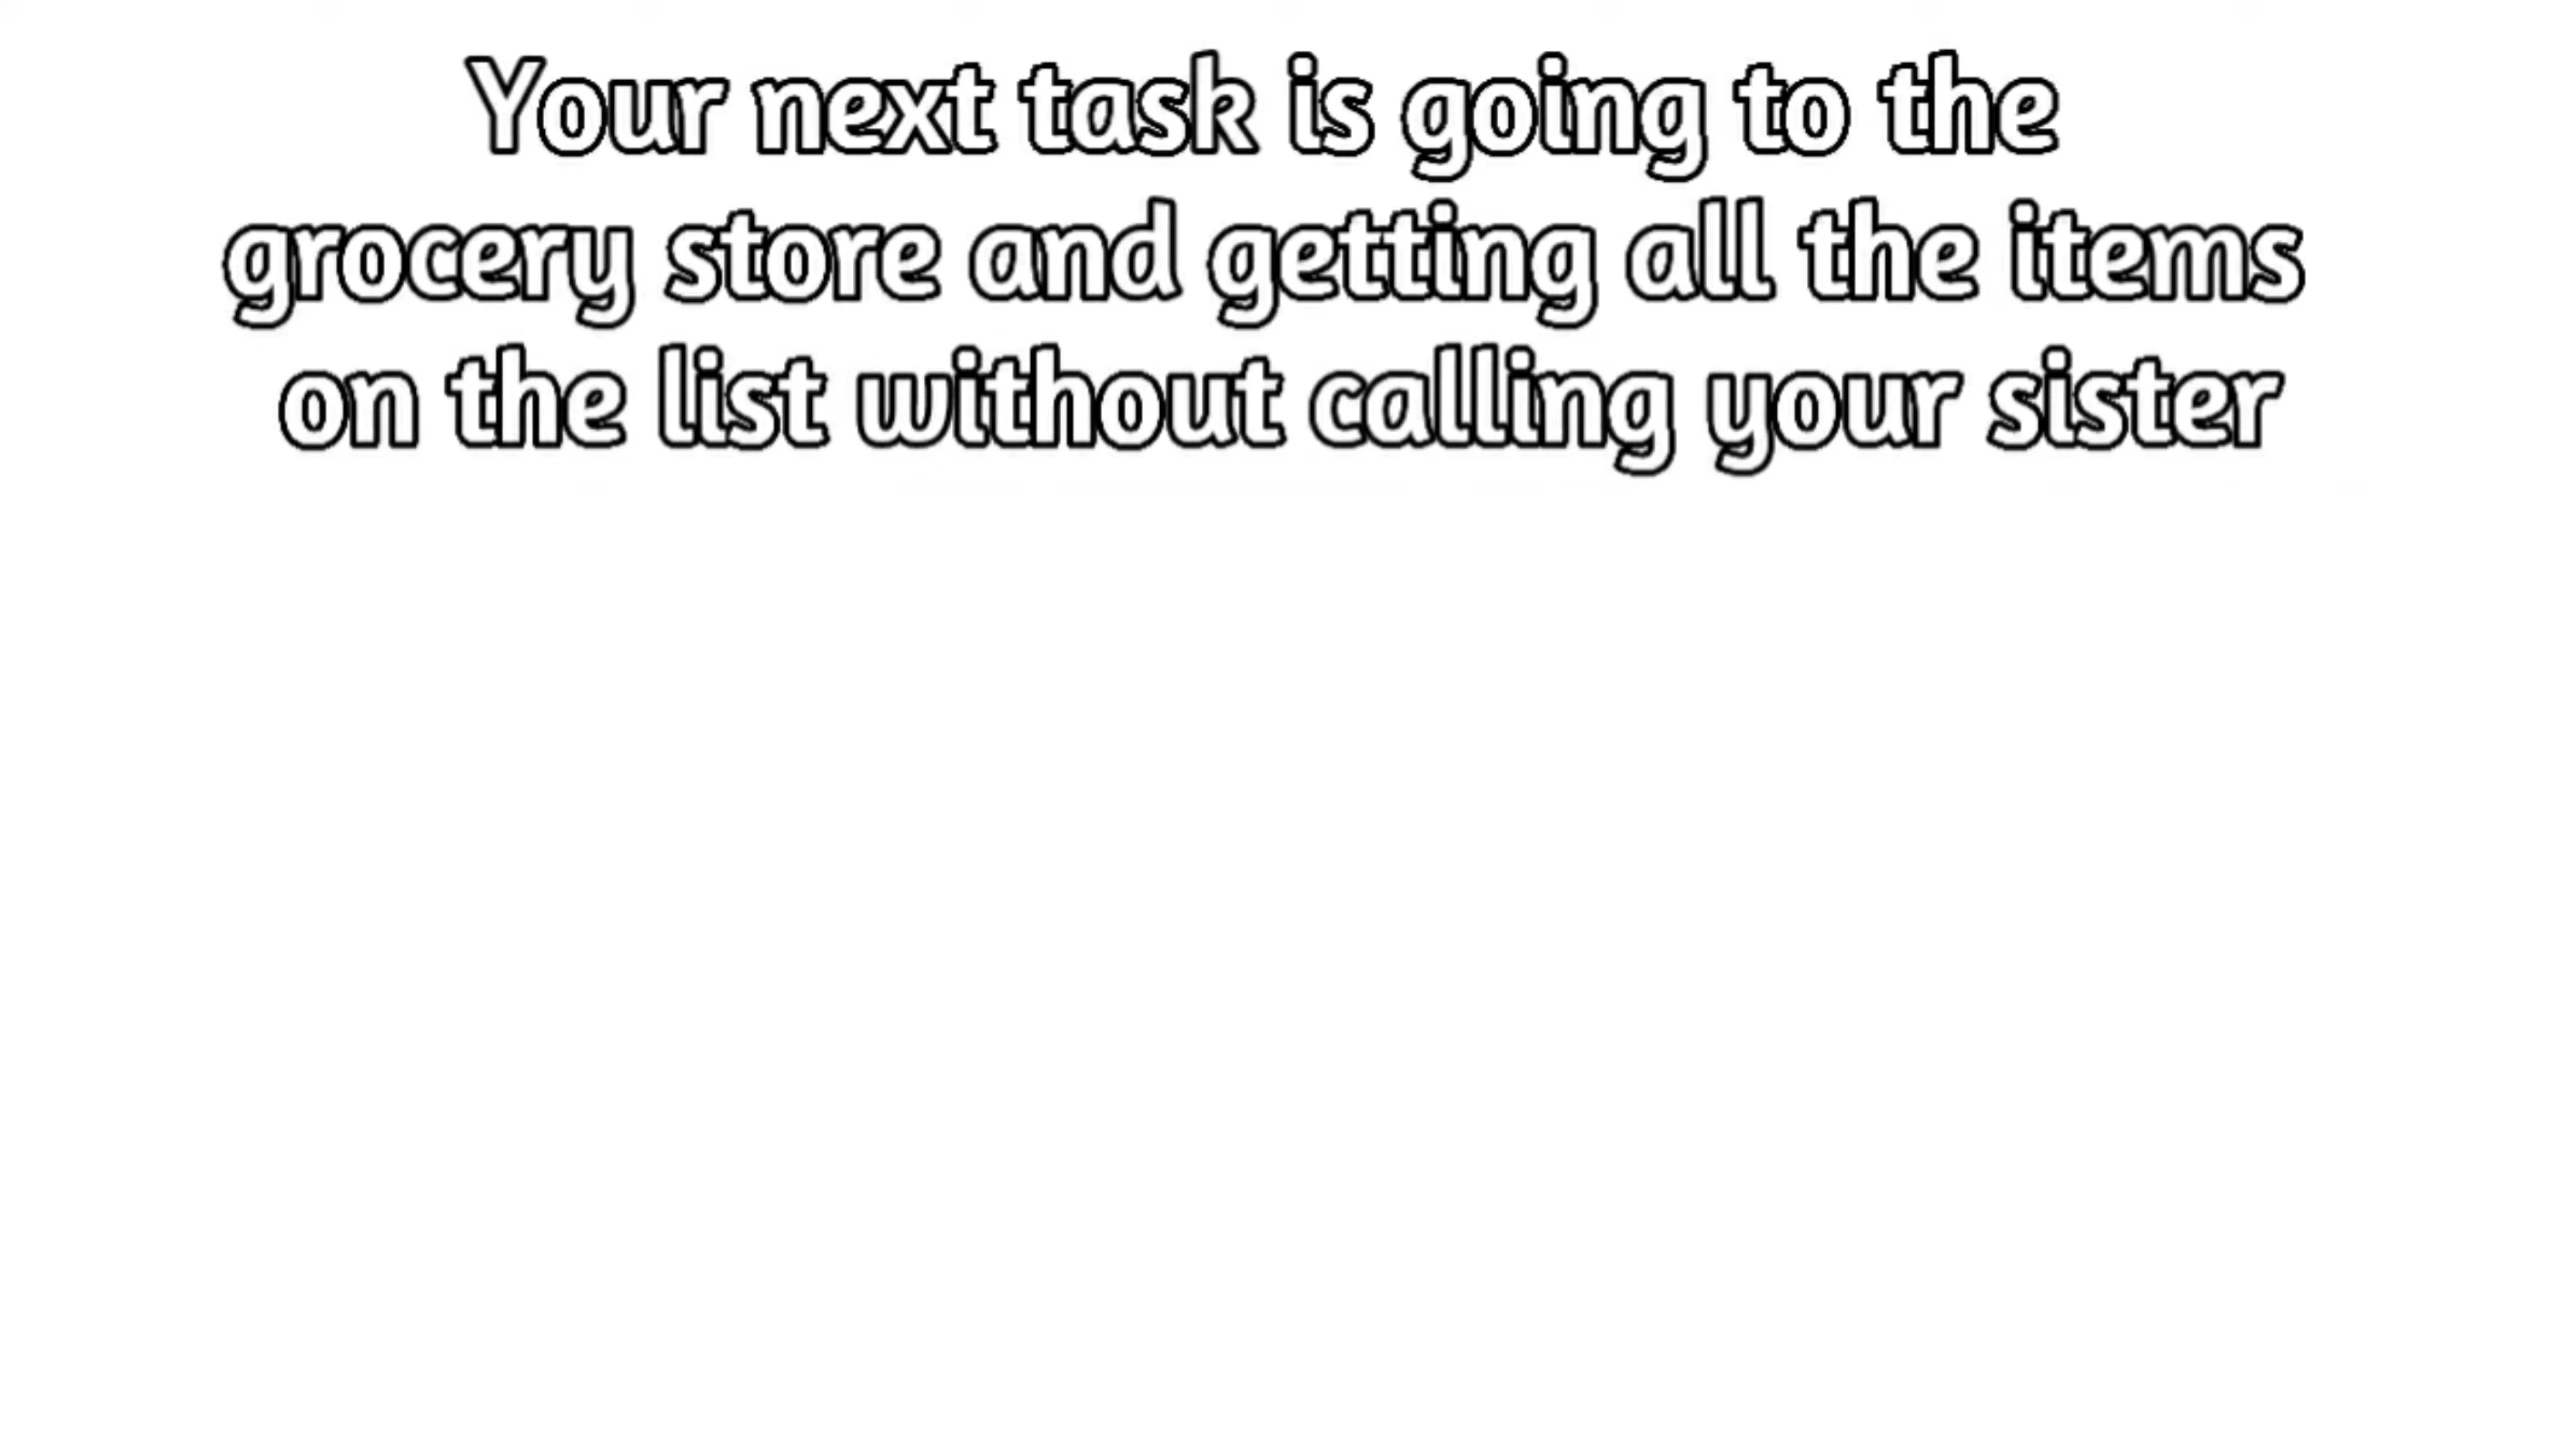 Your next task is going to the
grocery store and getting all the items
on the list without calling your sister